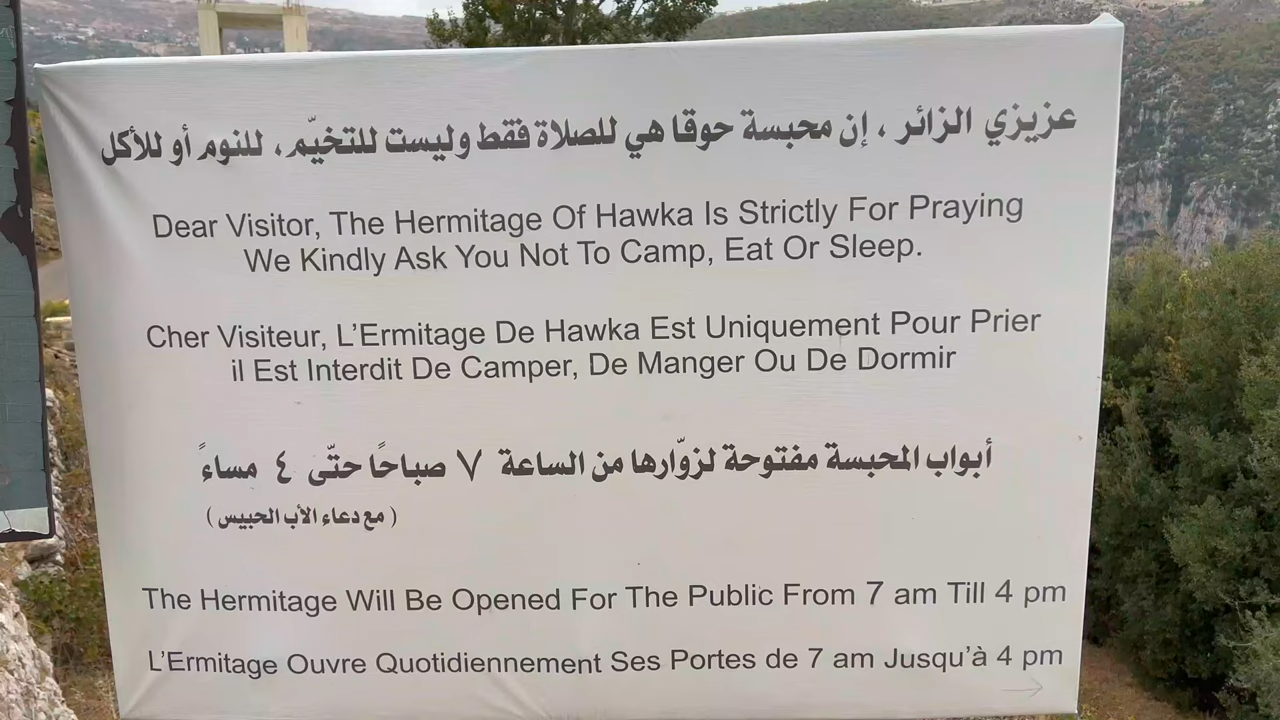 عزيزي الزائر ، إن محبسة حوقا هي للصلاة فقط وليست للتخيّم، للنوم أو للأكل
Dear Visitor, The Hermitage Of Hawka Is Strictly For Praying
We Kindly Ask You Not To Camp, Eat Or Sleep.
Cher Visiteur, L'Ermitage De Hawka Est Uniquement Pour Prier
il Est Interdit De Camper, De Manger Ou De Dormir
أبواب المحبسة مفتوحة لزوّارها من الساعة ٧ صباحًا حتّى ٤ مساءً
( مع دعاء الأب الحبيس )
The Hermitage Will Be Opened For The Public From 7 am Till 4 pm
L'Ermitage Ouvre Quotidiennement Ses Portes de 7 am Jusqu'à 4 pm